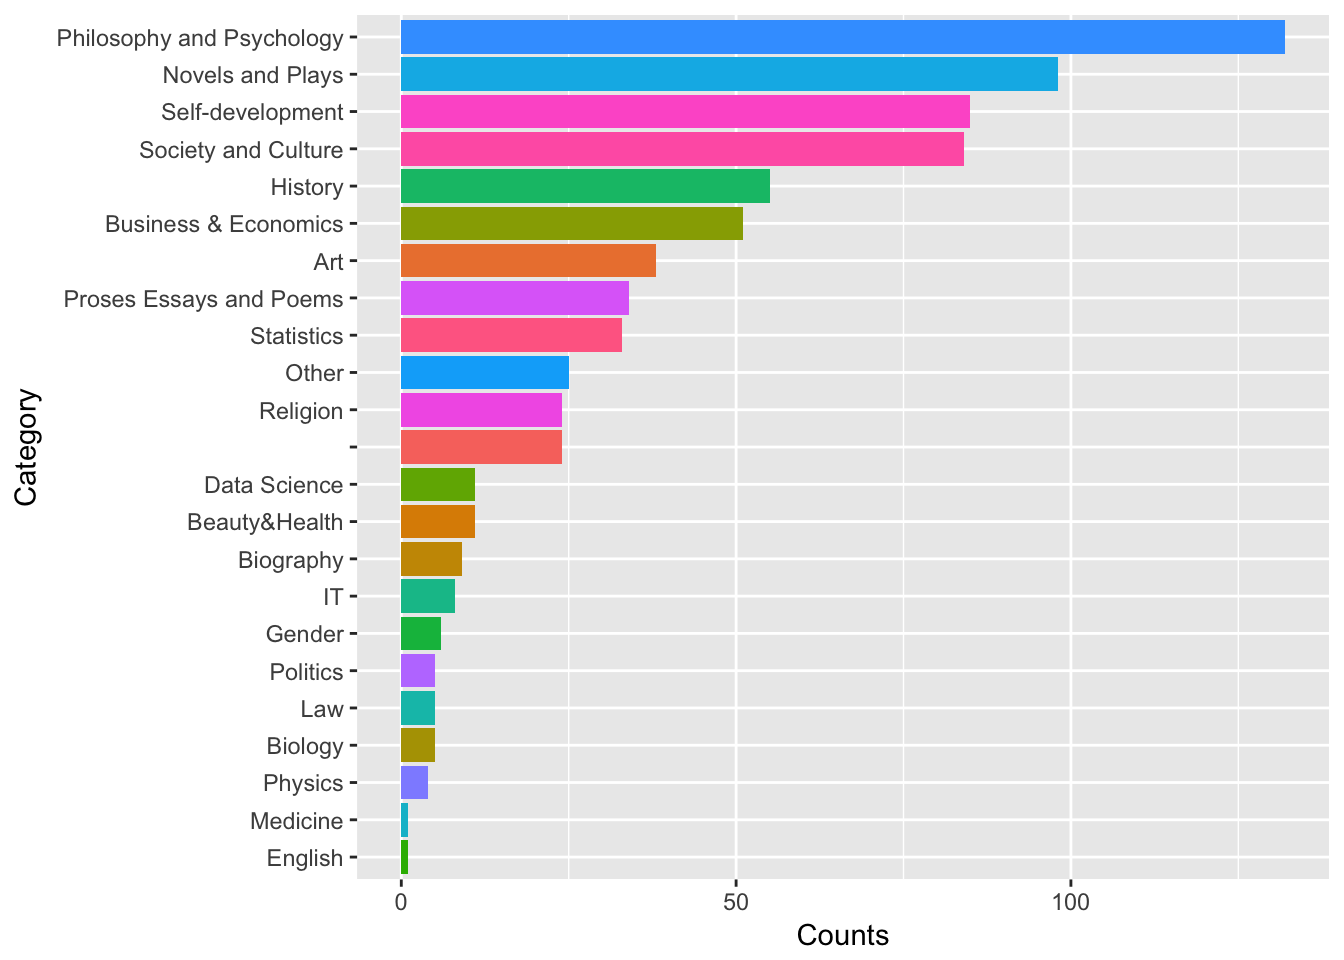 Philosophy and Psychology
Novels and Plays
Self-development
Society and Culture
History
Business & Economics
Art
Proses Essays and Poems
Statistics
Other
Religion
Data Science
Beauty&Health
Biography
IT
Gender
Politics
Law
Biology
Physics
Medicine
English
Category
0 50 100
Counts